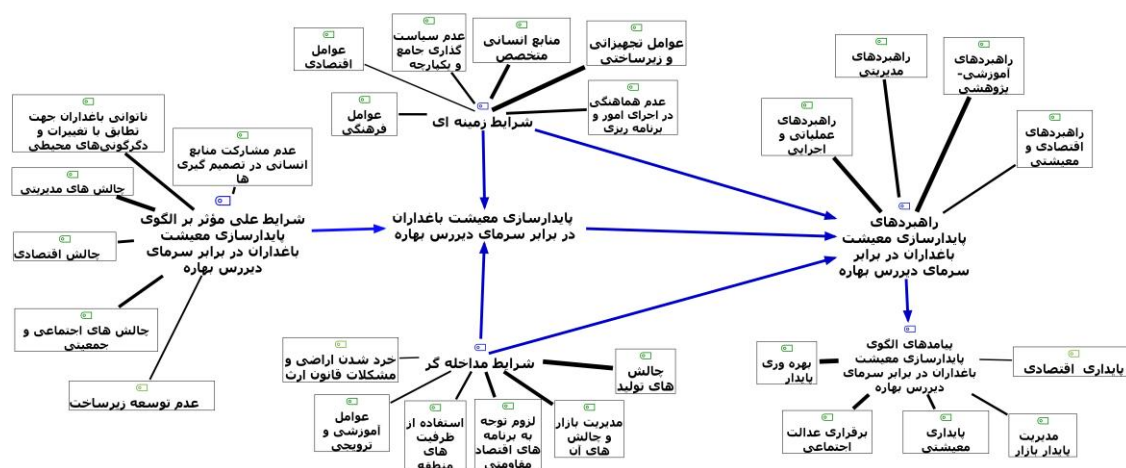 عوامل
اقتصادی
عدم سیاست
گذاری جامع
و یکپارچه
منابع انسانی
متخصص
عوامل تجهیزاتی
و زیرساختی
عوامل
فرهنگی
شرایط زمینه ای
عدم هماهنگی
در اجرای امور و
برنامه ریزی
راهبردهای
مدیریتی
راهبردهای
آموزشی-
پژوهشی
راهبردهای
عملیاتی و
اجرایی
راهبردهای
اقتصادی و
معیشتی
راهبردهای
پایدارسازی معیشت
باغداران در برابر
سرمای دیررس بهاره
ناتوانی باغداران جهت
تطابق با تغییرات و
دگرگونی‌های محیطی
عدم مشارکت منابع
انسانی در تصمیم گیری
ها
چالش های مدیریتی
شرایط علی مؤثر بر الگوی
پایدارسازی معیشت
باغداران در برابر سرمای
دیررس بهاره
چالش اقتصادی
چالش های اجتماعی و
جمعیتی
عدم توسعه زیرساخت
پایدارسازی معیشت باغداران
در برابر سرمای دیررس بهاره
شرایط مداخله گر
خرد شدن اراضی و
مشکلات قانون ارث
عوامل
آموزشی و
ترویجی
استفاده از
ظرفیت
های
منطقه
لزوم توجه
به برنامه
های اقتصاد
مقاومتی
مدیریت بازار
و چالش
های آن
چالش
های تولید
پیامدهای الگوی
پایدارسازی معیشت
باغداران در برابر سرمای
دیررس بهاره
بهره وری
پایدار
پایداری اقتصادی
برقراری عدالت
اجتماعی
پایداری
معیشتی
مدیریت
پایدار بازار